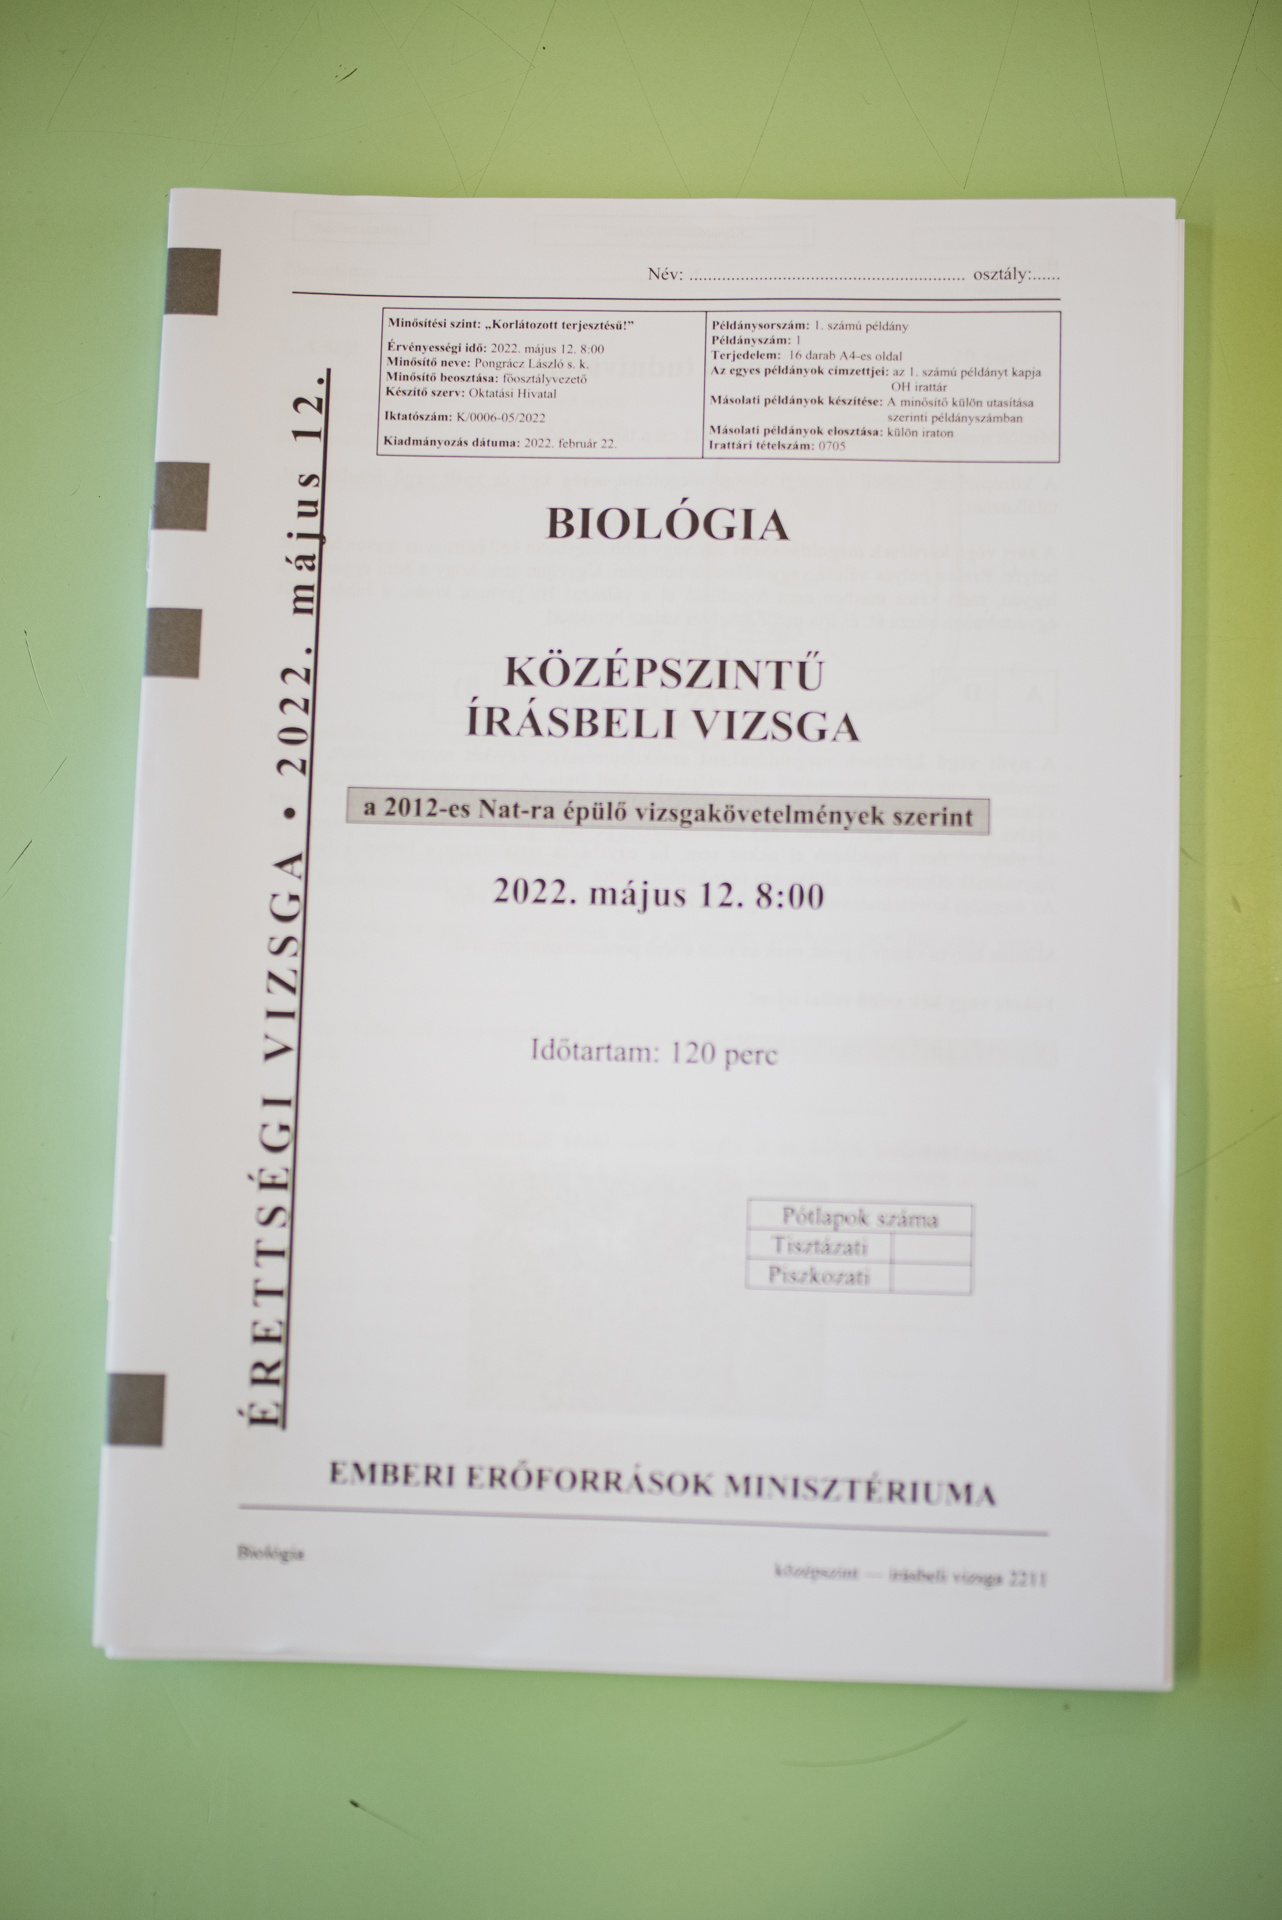 Név: ........................................................... osztály:......
Minősítési szint: „Korlátozott terjesztésű!”
Érvényességi idő: 2022. május 12. 8:00
Minősítő neve: Pongrácz László s. k.
Minősítő beosztása: főosztályvezető
Készítő szerv: Oktatási Hivatal
Iktatószám: K/0006-05/2022
Kiadmányozás dátuma: 2022. február 22.
Példánysorszám: 1. számú példány
Példányszám: 1
Terjedelem: 16 darab A4-es oldal
Az egyes példányok címzettjei: az 1. számú példányt kapja
OH irattár
Másolati példányok készítése: A minősítő külön utasítása
szerinti példányszámban
Másolati példányok elosztása: külön íraton
Irattári tételszám: 0705
ÉRETTSÉGI VIZSGA • 2022. május 12.
BIOLÓGIA
KÖZÉPSZINTŰ
ÍRÁSBELI VIZSGA
a 2012-es Nat-ra épülő vizsgakövetelmények szerint
2022. május 12. 8:00
Időtartam: 120 perc
Pótlapok száma
Tisztázati
Piszkozati
EMBERI ERŐFORRÁSOK MINISZTÉRIUMA
Biológia
középszint — írásbeli vizsga 2211